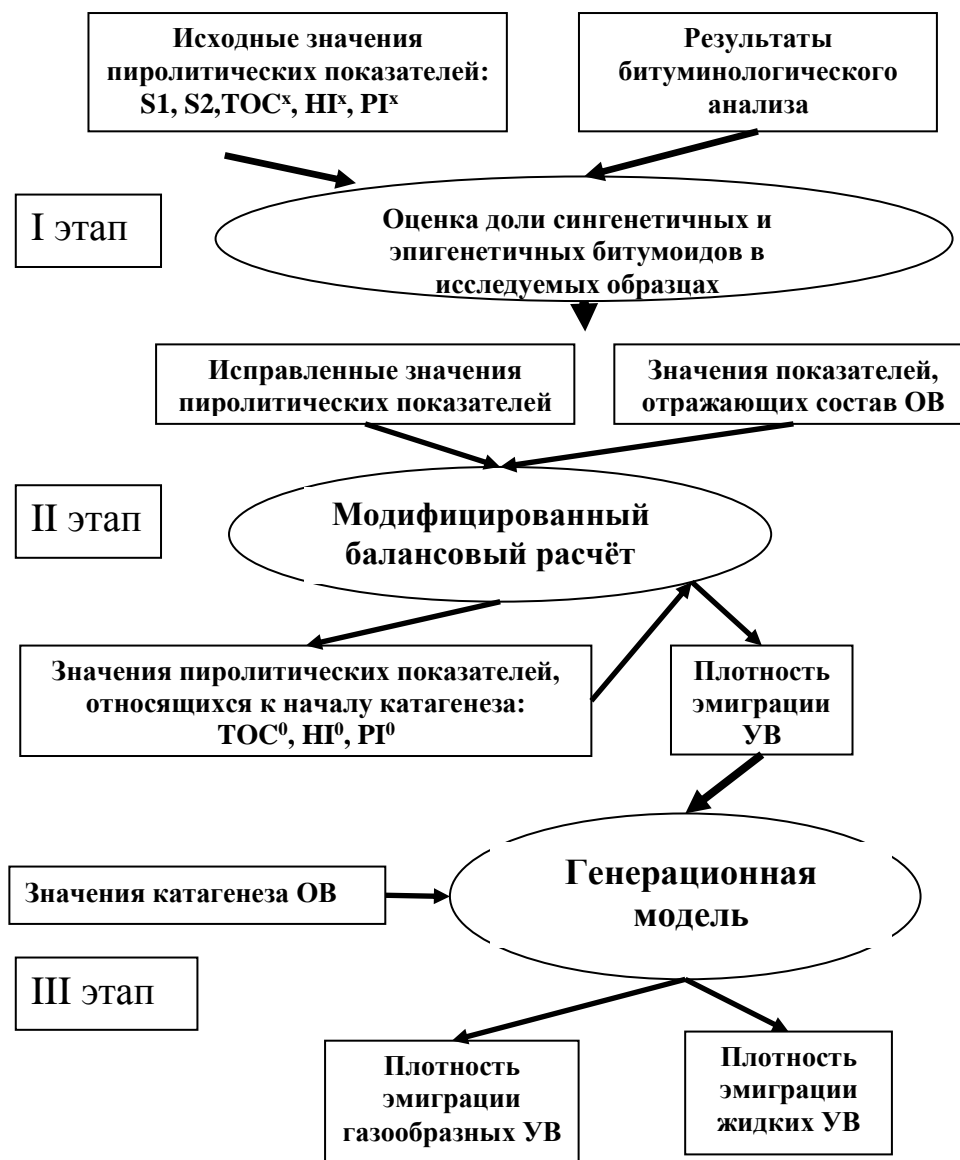 Исходные значения
пиролитических показателей:
S1, S2,TOCˣ, HIˣ, PIˣ
Результаты
битуминологического
анализа
I этап
Оценка доли сингенетичных и
эпигенетичных битумоидов в
исследуемых образцах
Исправленные значения
пиролитических показателей
Значения показателей,
отражающих состав ОВ
II этап
Модифицированный
балансовый расчёт
Значения пиролитических показателей,
относящихся к началу катагенеза:
TOC⁰, HI⁰, PI⁰
Плотность
эмиграции
УВ
Значения катагенеза ОВ
Генерационная
модель
III этап
Плотность
эмиграции
газообразных УВ
Плотность
эмиграции
жидких УВ